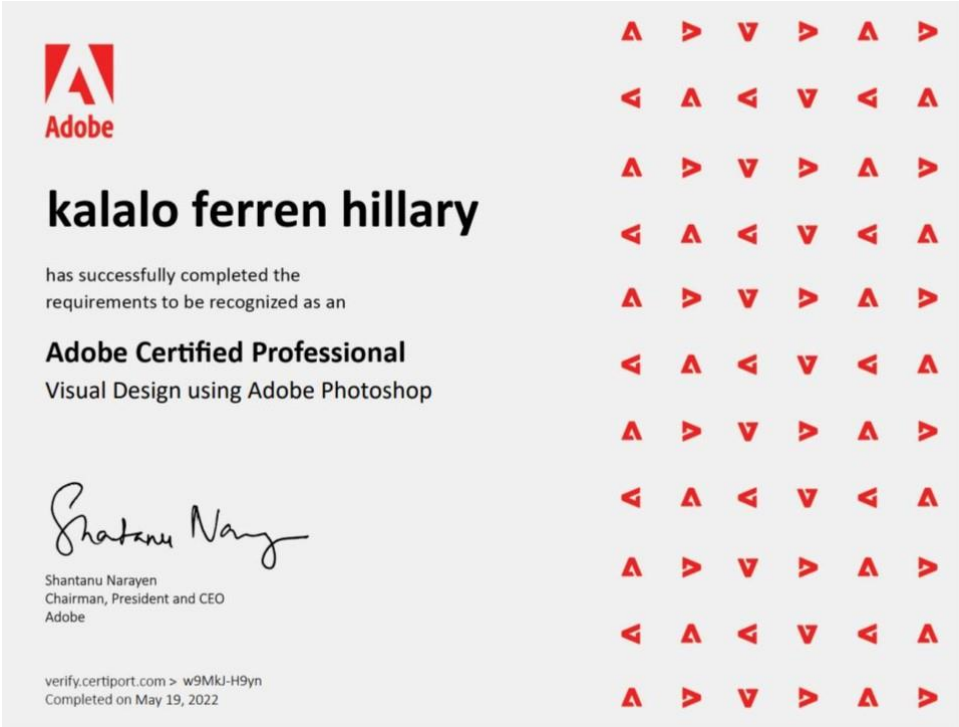 Adobe
kalalo ferren hillary
has successfully completed the
requirements to be recognized as an
Adobe Certified Professional
Visual Design using Adobe Photoshop
Shatanu Nary
Shantanu Narayen
Chairman, President and CEO
Adobe
verify.certiport.com > w9MkJ-H9yn
Completed on May 19, 2022